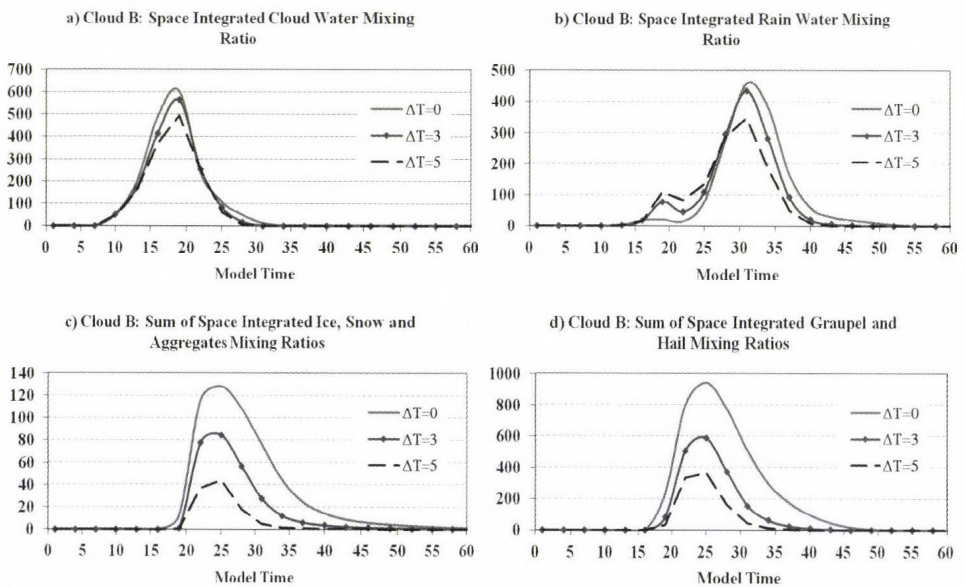 a) Cloud B: Space Integrated Cloud Water Mixing
Ratio
700
600
500
400
300
200
100
0
0 5 10 15 20 25 30 35 40 45 50 55 60
Model Time
ΔT=0
ΔT=3
ΔT=5
b) Cloud B: Space Integrated Rain Water Mixing
Ratio
500
400
300
200
100
0
0 5 10 15 20 25 30 35 40 45 50 55 60
Model Time
ΔT=0
ΔT=3
ΔT=5
c) Cloud B: Sum of Space Integrated Ice, Snow and
Aggregates Mixing Ratios
140
120
100
80
60
40
20
0
0 5 10 15 20 25 30 35 40 45 50 55 60
Model Time
ΔT=0
ΔT=3
ΔT=5
d) Cloud B: Sum of Space Integrated Graupel and
Hail Mixing Ratios
1000
800
600
400
200
0
0 5 10 15 20 25 30 35 40 45 50 55 60
Model Time
ΔT=0
ΔT=3
ΔT=5